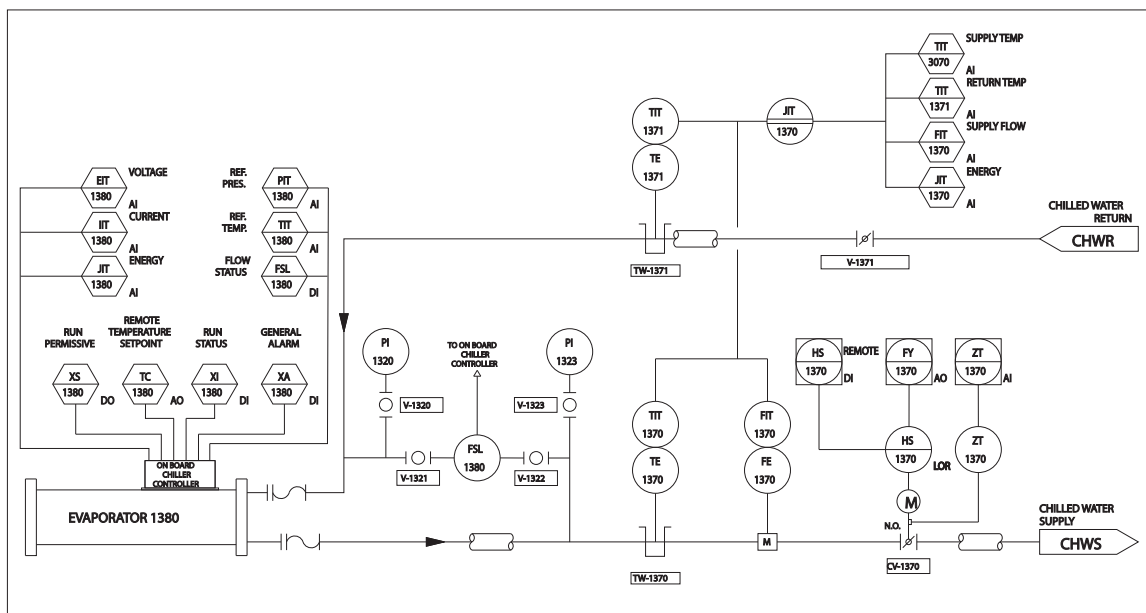 SUPPLY TEMP
TIT
3070
AI
RETURN TEMP
TIT
1371
AI
SUPPLY FLOW
FIT
1370
AI
ENERGY
JIT
1370
AI
TIT
1371
TE
1371
JIT
1370
VOLTAGE
EIT
1380
AI
CURRENT
IIT
1380
AI
ENERGY
JIT
1380
AI
REF.
PRES.
PIT
1380
AI
REF.
TEMP.
TIT
1380
AI
FLOW
STATUS
FSL
1380
DI
CHILLED WATER
RETURN
CHWR
TW-1371
V-1371
RUN
PERMISSIVE
XS
1380
DO
REMOTE
TEMPERATURE
SETPOINT
TC
1380
AO
RUN
STATUS
XI
1380
DI
GENERAL
ALARM
XA
1380
DI
PI
1320
TO ON BOARD
CHILLER
CONTROLLER
PI
1323
V-1320
V-1323
FSL
1380
V-1321
V-1322
TIT
1370
TE
1370
FIT
1370
FE
1370
HS
1370
REMOTE
DI
FY
1370
AO
ZT
1370
AI
HS
1370
LOR
ZT
1370
M
N.O.
ON BOARD
CHILLER
CONTROLLER
EVAPORATOR 1380
TW-1370
M
CV-1370
CHILLED WATER
SUPPLY
CHWS